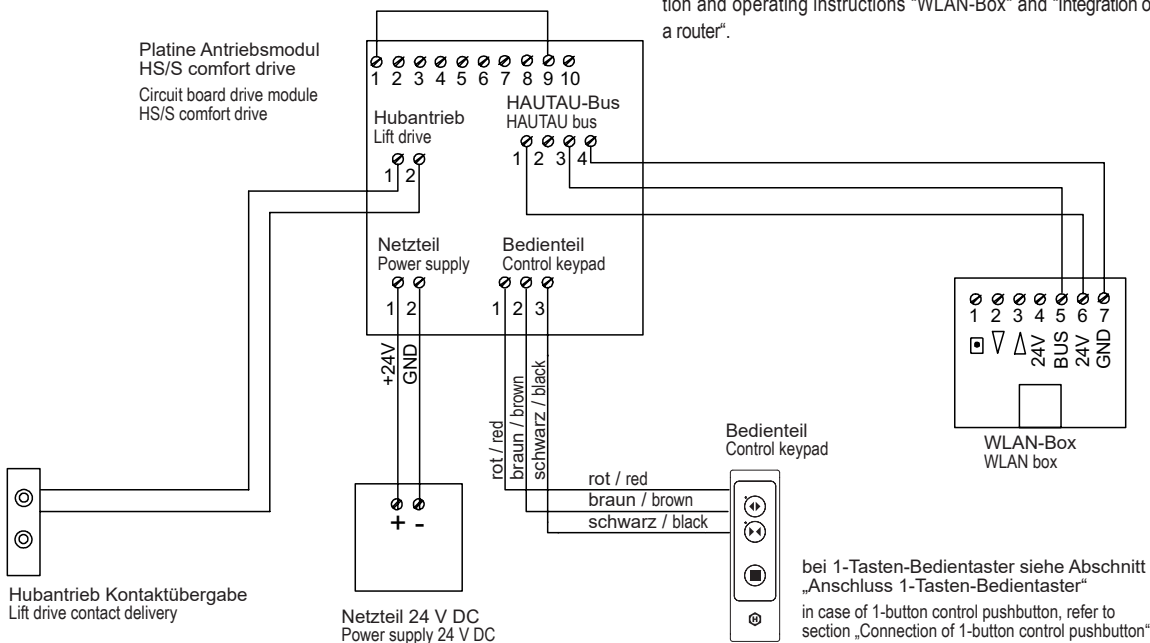 tion and operating instructions "WLAN-Box" and "Integration o
a router“.
Platine Antriebsmodul
HS/S comfort drive
Circuit board drive module
HS/S comfort drive
1 2 3 4 5 6 7 8 9 10
Hubantrieb
Lift drive
1 2
HAUTAU-Bus
HAUTAU bus
1 2 3 4
Netzteil
Power supply
1 2
Bedienteil
Control keypad
1 2 3
+24V
GND
rot / red
braun / brown
schwarz / black
1 2 3 4 5 6 7
24V
BUS
24V
GND
WLAN-Box
WLAN box
Bedienteil
Control keypad
rot / red
braun / brown
schwarz / black
+ -
Hubantrieb Kontaktübergabe
Lift drive contact delivery
Netzteil 24 V DC
Power supply 24 V DC
H
bei 1-Tasten-Bedientaster siehe Abschnitt
„Anschluss 1-Tasten-Bedientaster“
in case of 1-button control pushbutton, refer to
section „Connection of 1-button control pushbutton“